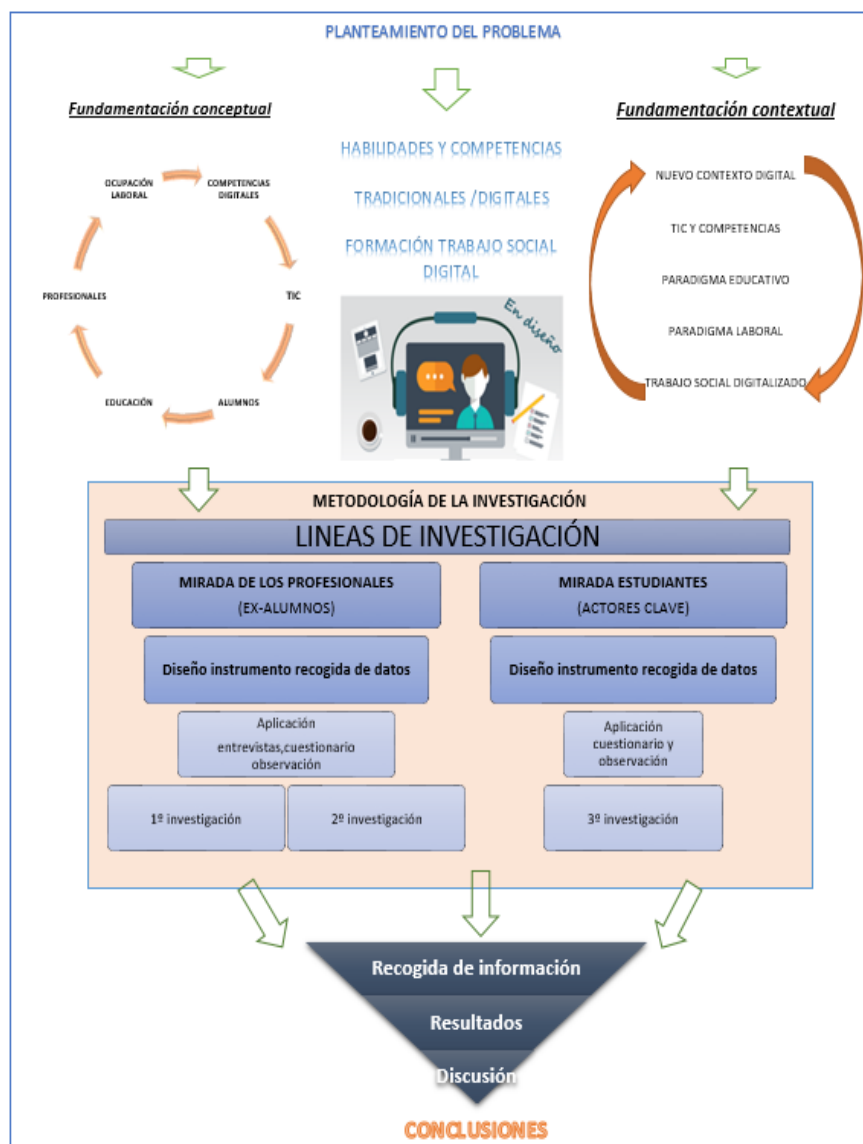 PLANTEAMIENTO DEL PROBLEMA
Fundamentación conceptual
OCUPACIÓN
LABORAL
COMPETENCIAS
DIGITALES
PROFESIONALES
TIC
EDUCACIÓN
ALUMNOS
HABILIDADES Y COMPETENCIAS
TRADICIONALES /DIGITALES
FORMACIÓN TRABAJO SOCIAL
DIGITAL
En diseño
Fundamentación contextual
NUEVO CONTEXTO DIGITAL
TIC Y COMPETENCIAS
PARADIGMA EDUCATIVO
PARADIGMA LABORAL
TRABAJO SOCIAL DIGITALIZADO
METODOLOGÍA DE LA INVESTIGACIÓN
LINEAS DE INVESTIGACIÓN
MIRADA DE LOS PROFESIONALES
(EX-ALUMNOS)
MIRADA ESTUDIANTES
(ACTORES CLAVE)
Diseño instrumento recogida de datos
Diseño instrumento recogida de datos
Aplicación
entrevistas,cuestionario
observación
Aplicación
cuestionario y
observación
1º investigación
2º investigación
3º investigación
Recogida de información
Resultados
Discusión
CONCLUSIONES